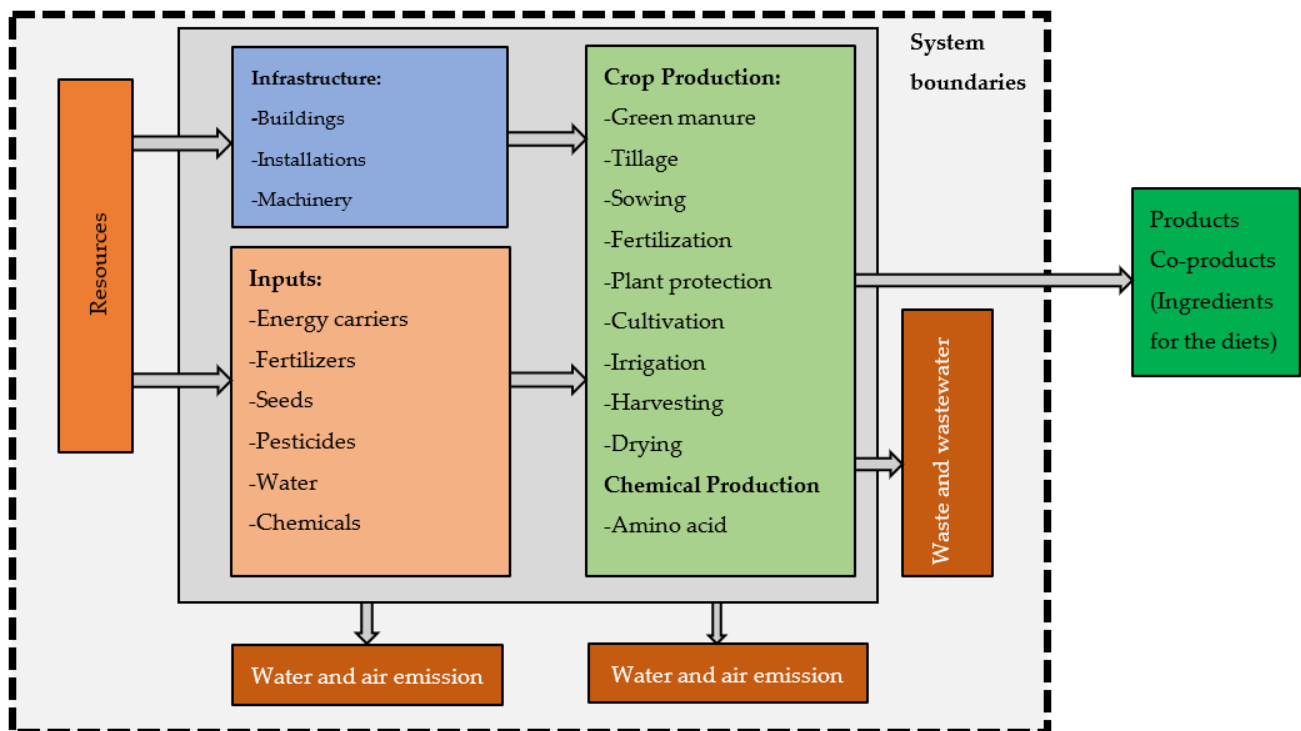 System
boundaries
Resources
Infrastructure:
-Buildings
-Installations
-Machinery
Inputs:
-Energy carriers
-Fertilizers
-Seeds
-Pesticides
-Water
-Chemicals
Crop Production:
-Green manure
-Tillage
-Sowing
-Fertilization
-Plant protection
-Cultivation
-Irrigation
-Harvesting
-Drying
Chemical Production
-Amino acid
Waste and wastewater
Products
Co-products
(Ingredients
for the diets)
Water and air emission
Water and air emission